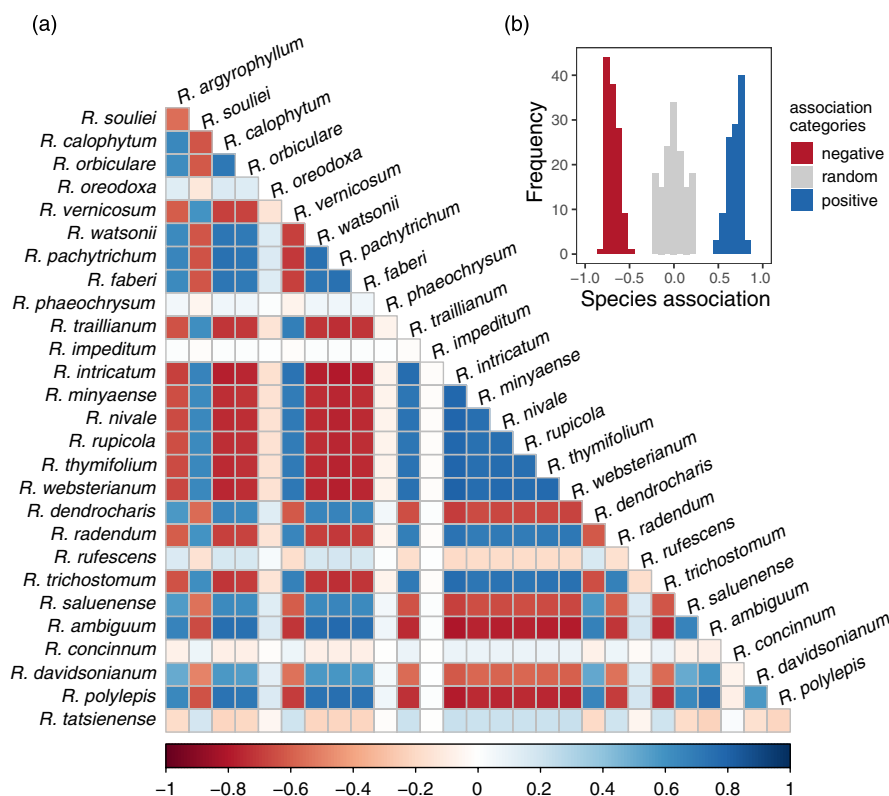 (a)
R. argyrophyllum
R. souliei
R. calophytum
R. orbiculare
R. oreodoxa
R. vernicosum
R. watsonii
R. pachytrichum
R. faberi
R. phaeochrysum
R. traillianum
R. impeditum
R. intricatum
R. minyaense
R. nivale
R. rupicola
R. thymifolium
R. websterianum
R. dendrocharis
R. radendum
R. rufescens
R. trichostomum
R. saluenense
R. ambiguum
R. concinnum
R. davidsonianum
R. polylepis
R. souliei
R. calophytum
R. orbiculare
R. oreodoxa
R. vernicosum
R. watsonii
R. pachytrichum
R. faberi
R. phaeochrysum
R. traillianum
R. impeditum
R. intricatum
R. minyaense
R. nivale
R. rupicola
R. thymifolium
R. websterianum
R. dendrocharis
R. radendum
R. rufescens
R. trichostomum
R. saluenense
R. ambiguum
R. concinnum
R. davidsonianum
R. polylepis
R. tatsienense
−1 −0.8 −0.6 −0.4 −0.2 0 0.2 0.4 0.6 0.8 1
(b)
Frequency
40
30
20
10
0
−1.0 −0.5 0.0 0.5 1.0
Species association
association
categories
negative
random
positive